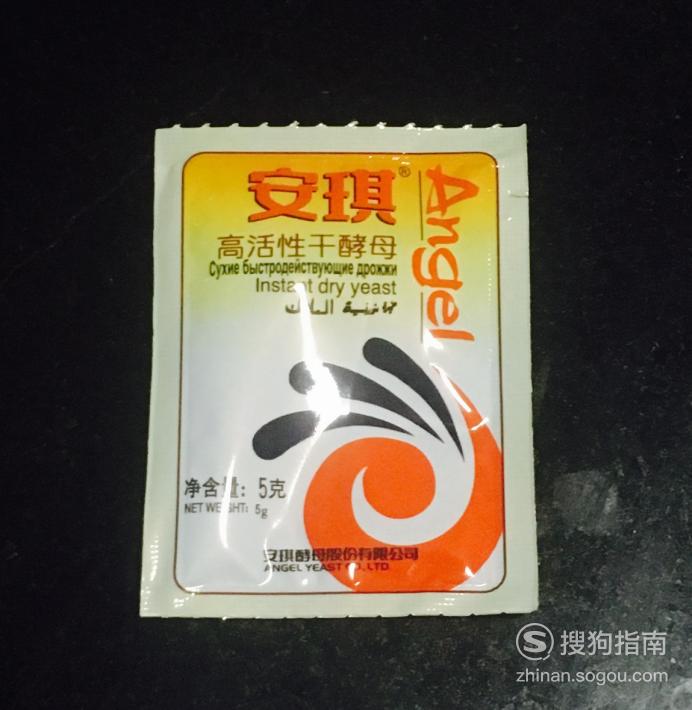 安琪®
Angel
高活性干酵母
Сухие быстродействующие дрожжи
Instant dry yeast
净含量: 5克
NET WEIGHT: 5g
安琪酵母股份有限公司
ANGEL YEAST CO., LTD.
搜狗指南
zhinan.sogou.com